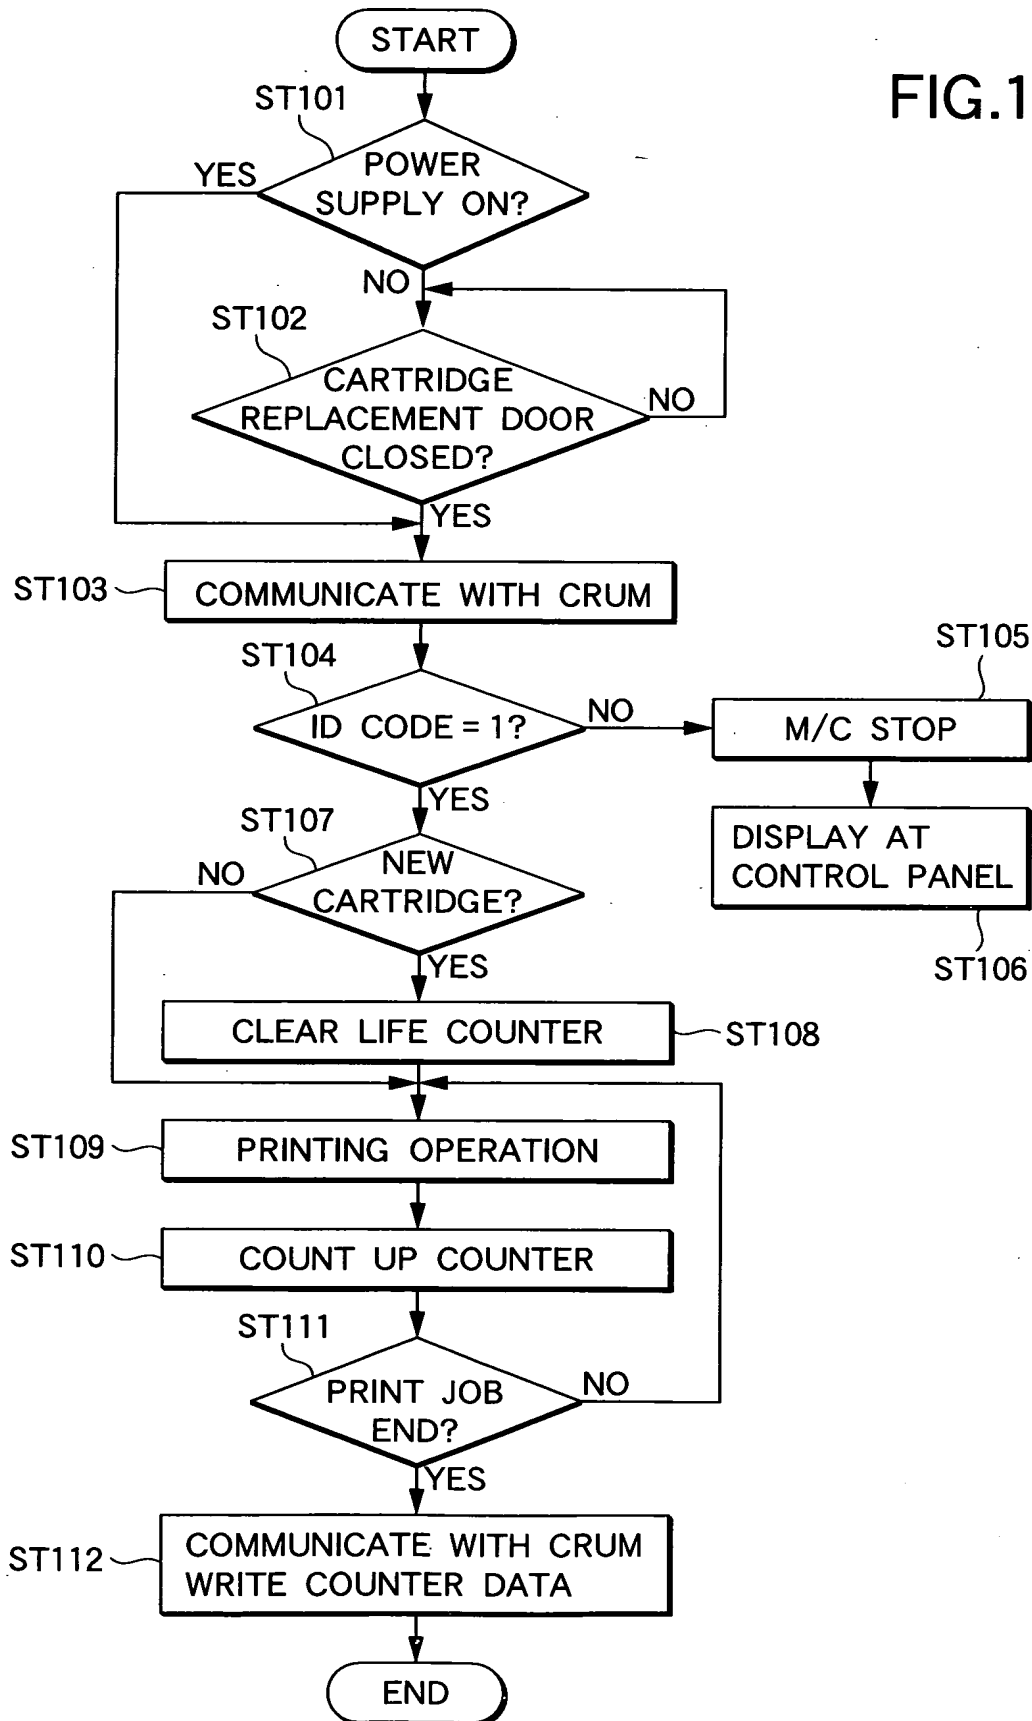 START
FIG.1
ST101
POWER
SUPPLY ON?
YES
NO
ST102
CARTRIDGE
REPLACEMENT DOOR
CLOSED?
NO
YES
ST103
COMMUNICATE WITH CRUM
ST104
ID CODE = 1?
NO
YES
ST105
M/C STOP
DISPLAY AT
CONTROL PANEL
ST106
ST107
NEW
CARTRIDGE?
NO
YES
CLEAR LIFE COUNTER
ST108
ST109
PRINTING OPERATION
ST110
COUNT UP COUNTER
ST111
PRINT JOB
END?
NO
YES
ST112
COMMUNICATE WITH CRUM
WRITE COUNTER DATA
END